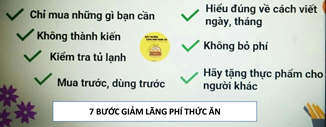 Chỉ mua những gì bạn cần
Không thành kiến
Kiểm tra tủ lạnh
Mua trước, dùng trước
Hiểu đúng về cách viết
ngày, tháng
Không bỏ phí
Hãy tặng thực phẩm cho
người khác
7 BƯỚC GIẢM LÃNG PHÍ THỨC ĂN